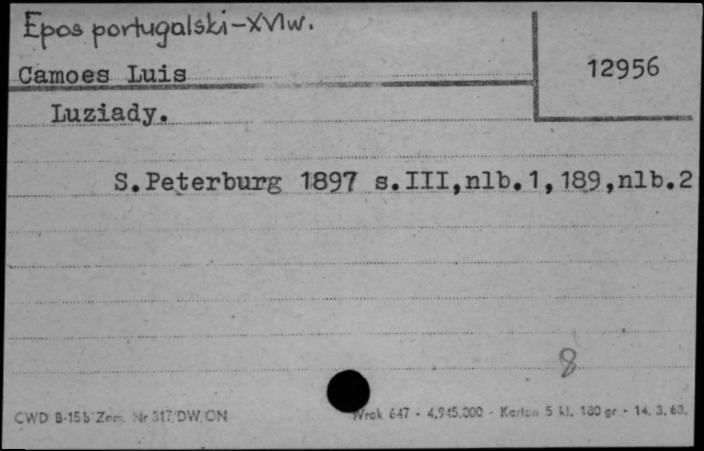 Epos portugalski-XVIw.
Camoes Luis
12956
Luziady.
S.Peterburg 1897 s.III,nlb.1,189,nlb.2
8
CWD B-15b Zam. Nr 317/DW/ON
Wrok 647 - 4.945.000 - Karton 5 kl. 180 gr - 14. 3. 63.